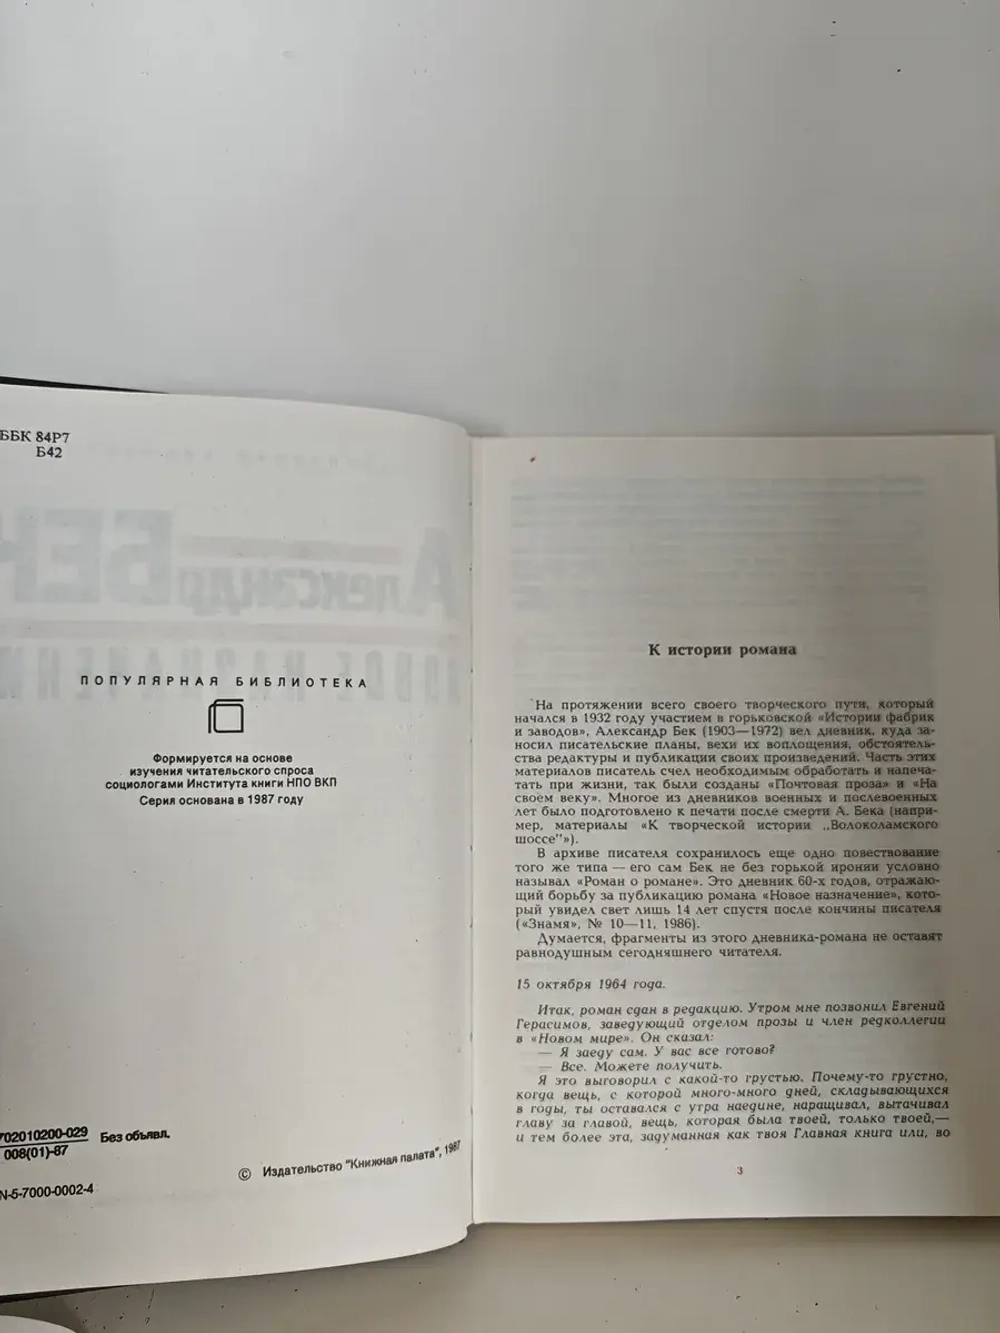 ББК 84Р7
Б42
ПОПУЛЯРНАЯ БИБЛИОТЕКА
Формируется на основе
изучения читательского спроса
социологами Института книги НПО ВКП
Серия основана в 1987 году
702010200-029
008(01)-87
Без объявл.
© Издательство "Книжная палата", 1987
N-5-7000-0002-4
К истории романа
На протяжении всего своего творческого пути, который
начался в 1932 году участием в горьковской «Истории фабрик
и заводов», Александр Бек (1903—1972) вел дневник, куда за-
носил писательские планы, вехи их воплощения, обстоятель-
ства редактуры и публикации своих произведений. Часть этих
материалов писатель счел необходимым обработать и напеча-
тать при жизни, так были созданы «Почтовая проза» и «На
своём веку». Многое из дневников военных и послевоенных
лет было подготовлено к печати после смерти А. Бека (напри-
мер, материалы «К творческой истории „Волоколамского
шоссе"»).
В архиве писателя сохранилось еще одно повествование
того же типа — его сам Бек не без горькой иронии условно
называл «Роман о романе». Это дневник 60-х годов, отражаю-
щий борьбу за публикацию романа «Новое назначение», кото-
рый увидел свет лишь 14 лет спустя после кончины писателя
(«Знамя», № 10—11, 1986).
Думается, фрагменты из этого дневника-романа не оставят
равнодушным сегодняшнего читателя.
15 октября 1964 года.
Итак, роман сдан в редакцию. Утром мне позвонил Евгений
Герасимов, заведующий отделом прозы и член редколлегии
в «Новом мире». Он сказал:
— Я заеду сам. У вас все готово?
— Все. Можете получить.
Я это выговорил с какой-то грустью. Почему-то грустно,
когда вещь, с которой много-много дней, складывающихся
в годы, ты оставался с утра наедине, наращивал, вытачивал
главу за главой, вещь, которая была твоей, только твоей,—
и тем более эта, задуманная как твоя Главная книга или, во
3